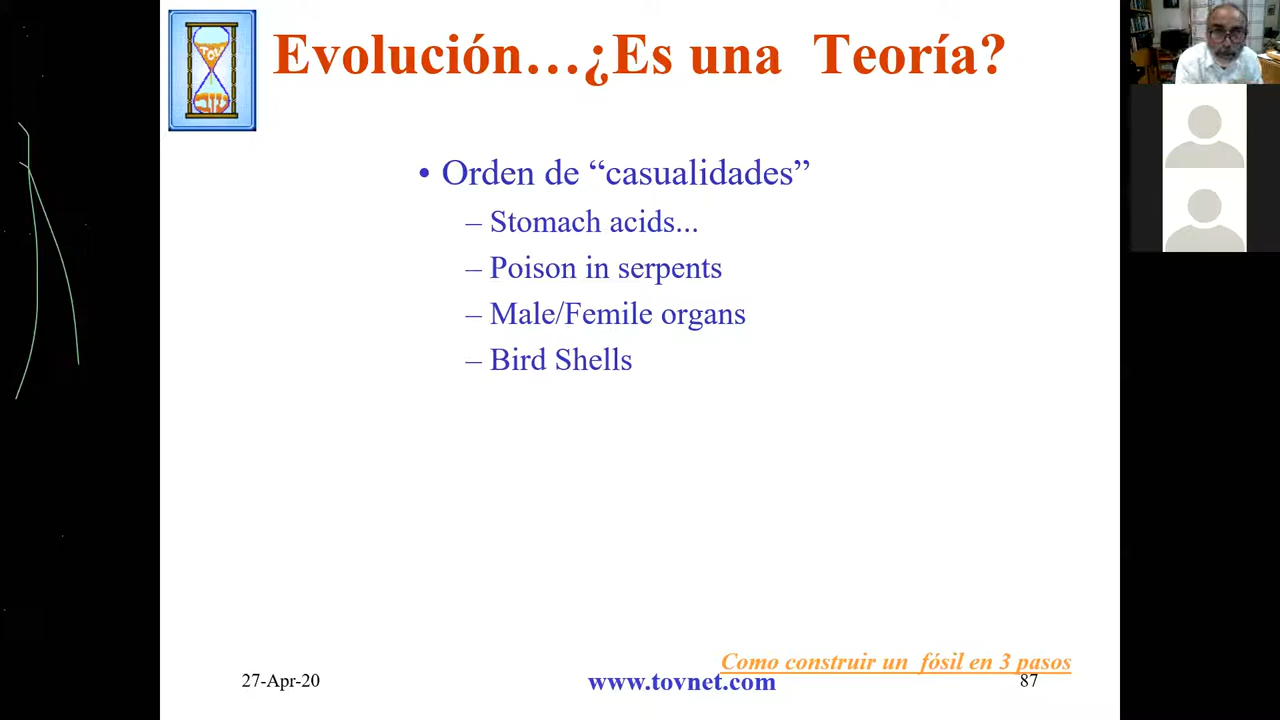 Evolución…¿Es una Teoría?
• Orden de “casualidades”
– Stomach acids...
– Poison in serpents
– Male/Femile organs
– Bird Shells
Como construir un fósil en 3 pasos
27-Apr-20
www.tovnet.com
87